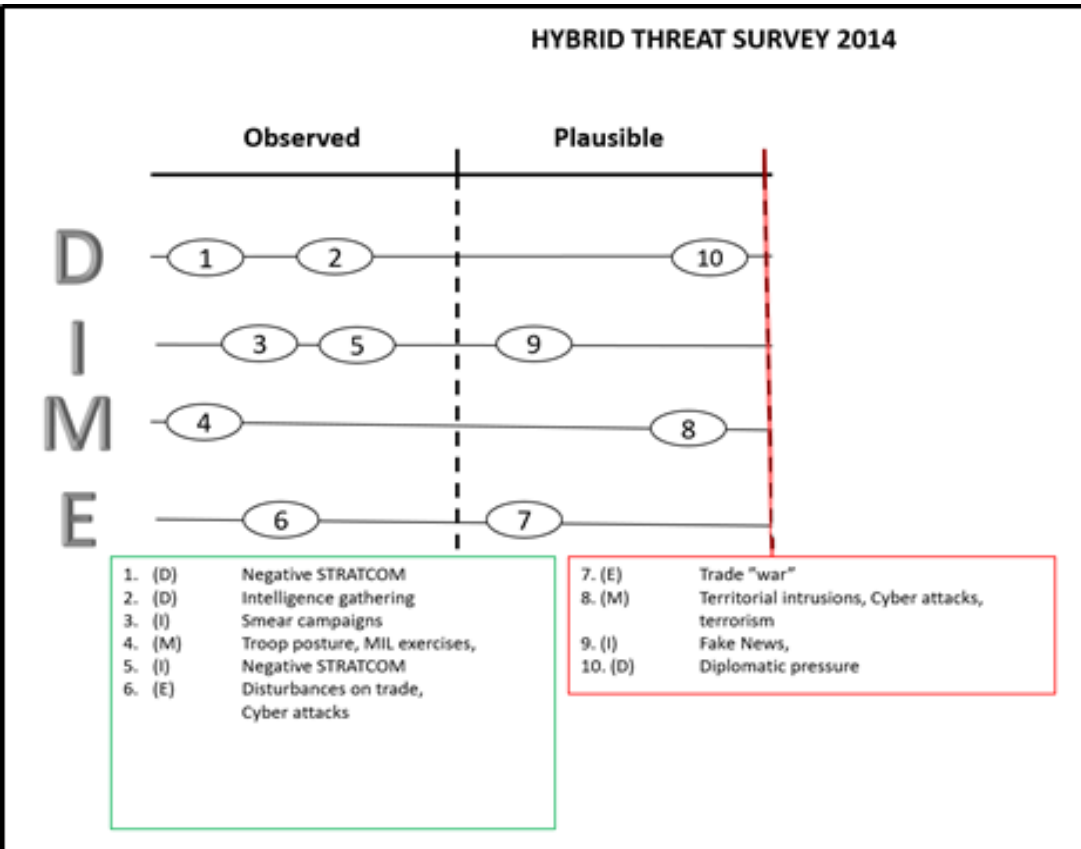 HYBRID THREAT SURVEY 2014
Observed Plausible
D 1 2 10
I 3 5 9
M 4 8
E 6 7
1. (D) Negative STRATCOM
2. (D) Intelligence gathering
3. (I) Smear campaigns
4. (M) Troop posture, MIL exercises,
5. (I) Negative STRATCOM
6. (E) Disturbances on trade,
Cyber attacks
7. (E) Trade "war"
8. (M) Territorial intrusions, Cyber attacks,
terrorism
9. (I) Fake News,
10. (D) Diplomatic pressure